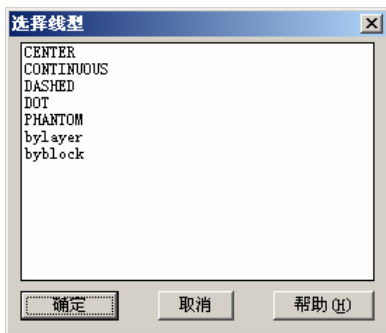 选择线型
CENTER
CONTINUOUS
DASHED
DOT
PHANTOM
bylayer
byblock
确定 取消 帮助(H)